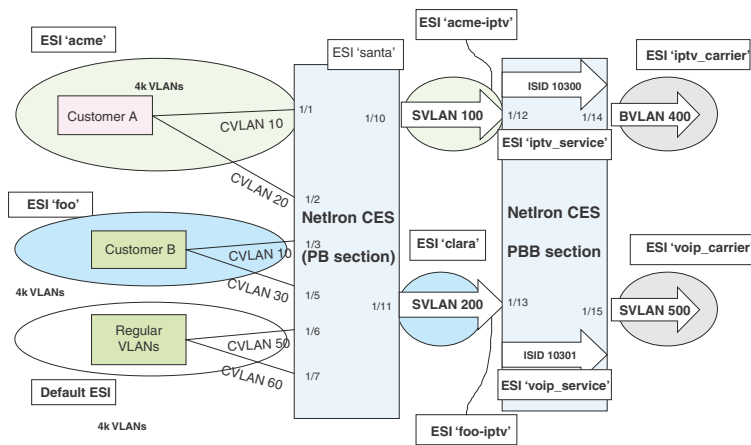 ESI 'acme'
4k VLANs
Customer A
CVLAN 10
CVLAN 20
ESI 'foo'
Customer B
CVLAN 10
CVLAN 30
4k VLANs
Regular
VLANs
CVLAN 50
CVLAN 60
Default ESI
4k VLANs
ESI 'santa'
1/1
1/10
1/2
NetIron CES
(PB section)
1/3
1/5
1/11
1/6
1/7
ESI 'acme-iptv'
SVLAN 100
ESI 'clara'
SVLAN 200
ESI 'foo-iptv'
ISID 10300
1/12
1/14
ESI 'iptv_service'
NetIron CES
PBB section
1/13
1/15
ISID 10301
ESI 'voip_service'
ESI 'iptv_carrier'
BVLAN 400
ESI 'voip_carrier'
SVLAN 500